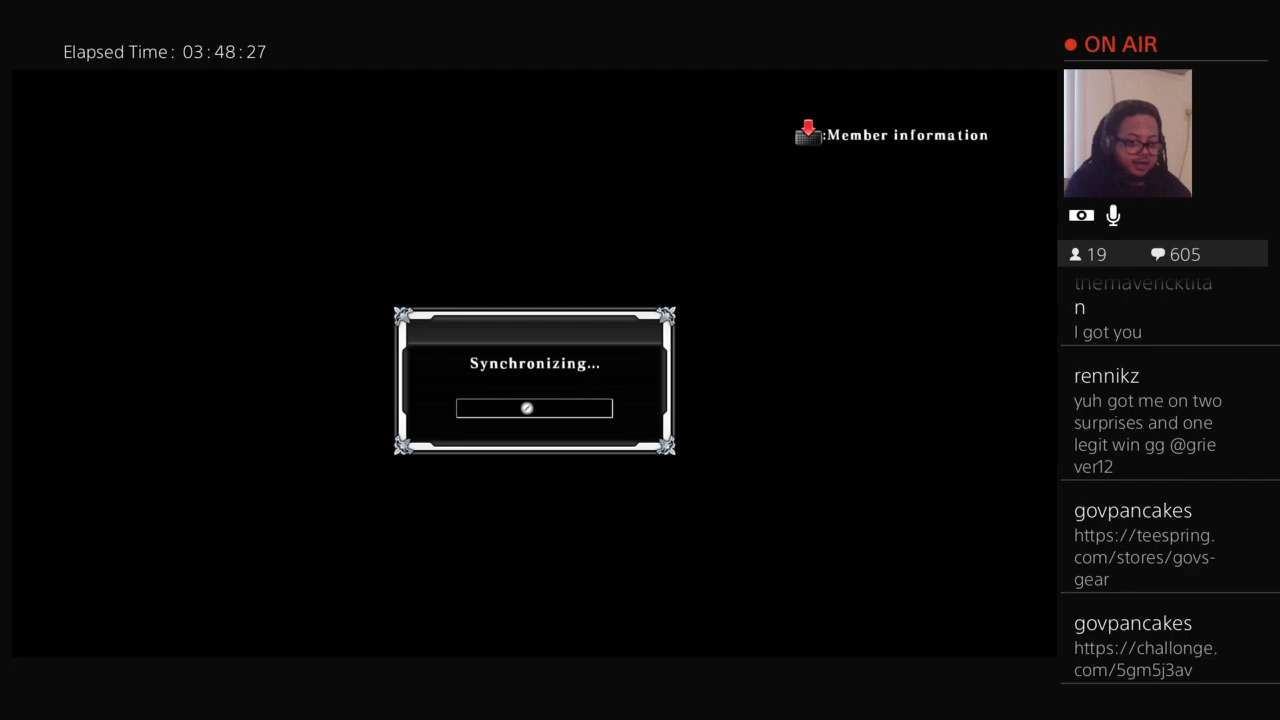 Elapsed Time: 03:48:27
ON AIR
:Member information
19 605
themavericktita
n
I got you
Synchronizing...
rennikz
yuh got me on two
surprises and one
legit win gg @grie
ver12
govpancakes
https://teespring.
com/stores/govs-
gear
govpancakes
https://challonge.
com/5gm5j3av